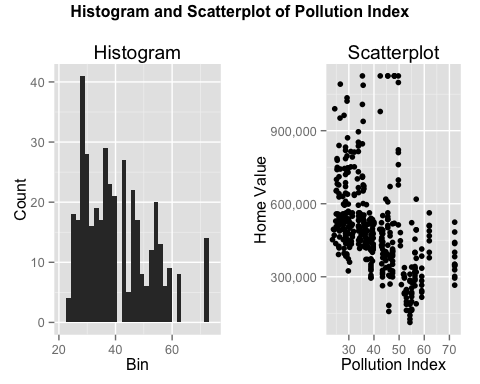 Histogram and Scatterplot of Pollution Index
Histogram
Scatterplot
40
30
20
10
0
Count
20
40
60
Bin
900,000
600,000
300,000
Home Value
30
40
50
60
70
Pollution Index